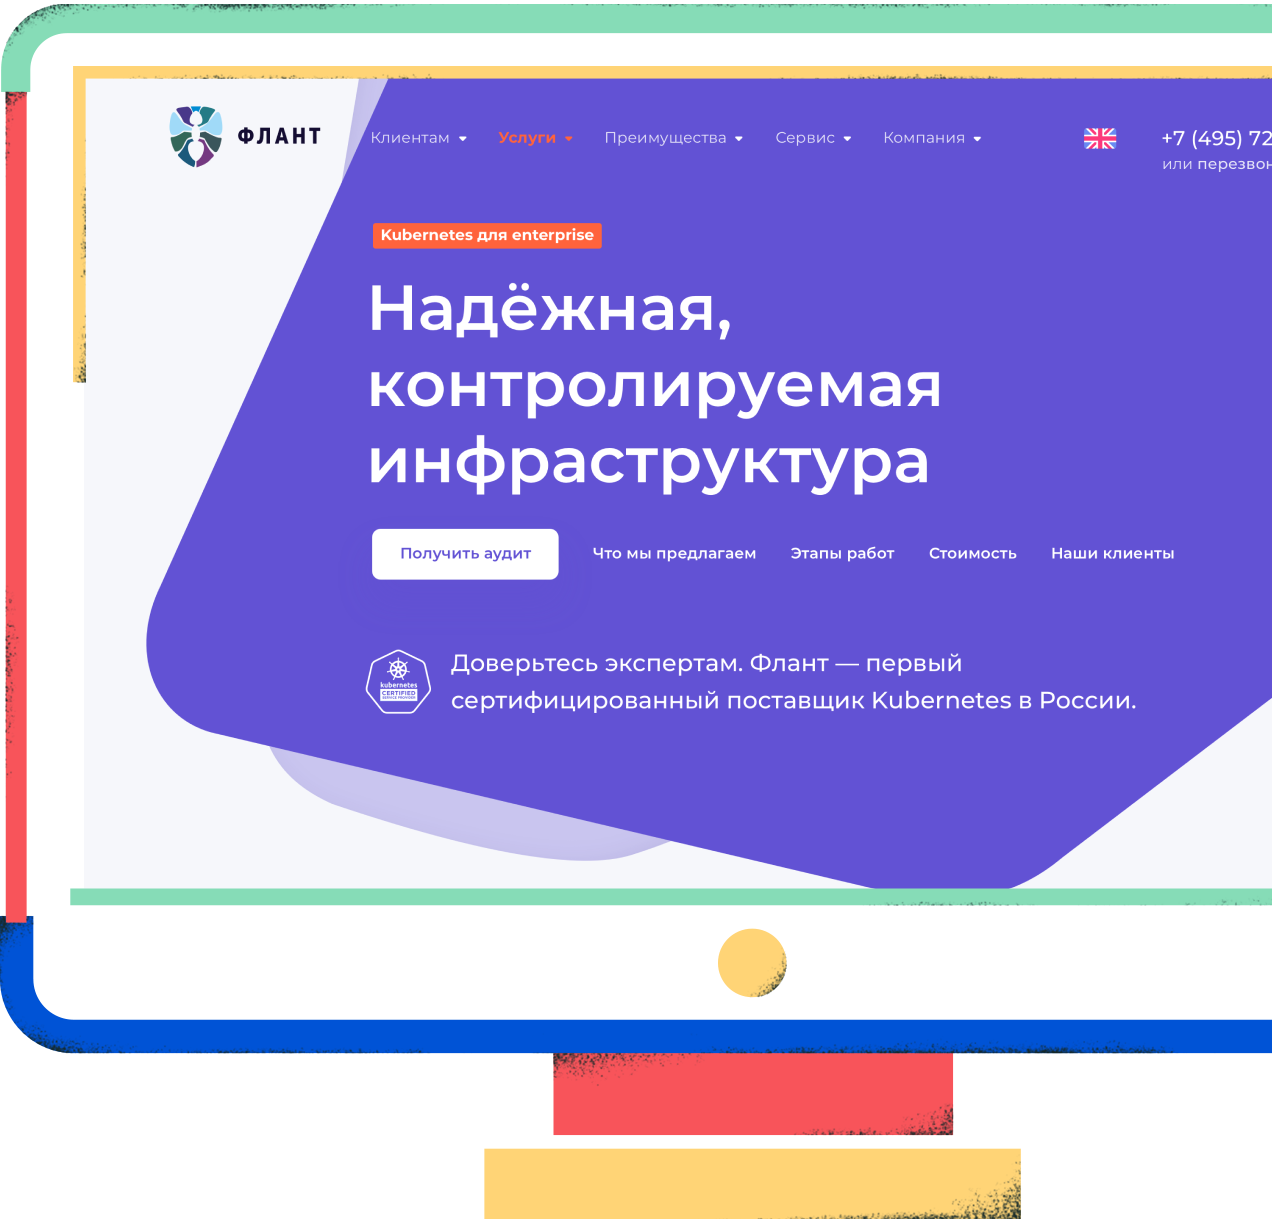 ФЛАНТ
Клиентам Услуги Преимущества Сервис Компания
+7 (495) 72
или перезвон
Kubernetes для enterprise
Надёжная,
контролируемая
инфраструктура
Получить аудит Что мы предлагаем Этапы работ Стоимость Наши клиенты
kubernetes
CERTIFIED
SERVICE PROVIDER
Доверьтесь экспертам. Флант — первый
сертифицированный поставщик Kubernetes в России.